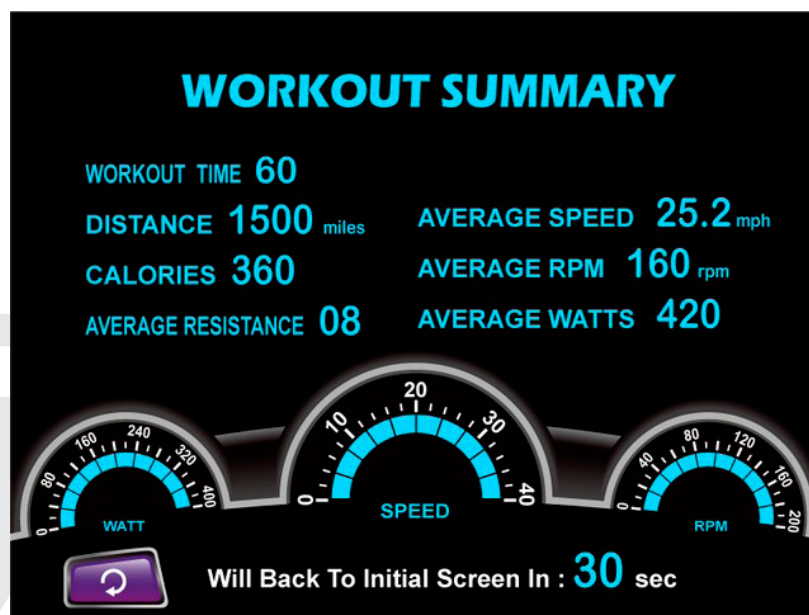 WORKOUT SUMMARY
WORKOUT TIME 60
DISTANCE 1500 miles
CALORIES 360
AVERAGE RESISTANCE 08
AVERAGE SPEED 25.2 mph
AVERAGE RPM 160 rpm
AVERAGE WATTS 420
0 80 160 240 320 400
WATT
0 10 20 30 40
SPEED
0 40 80 120 160 200
RPM
Will Back To Initial Screen In : 30 sec